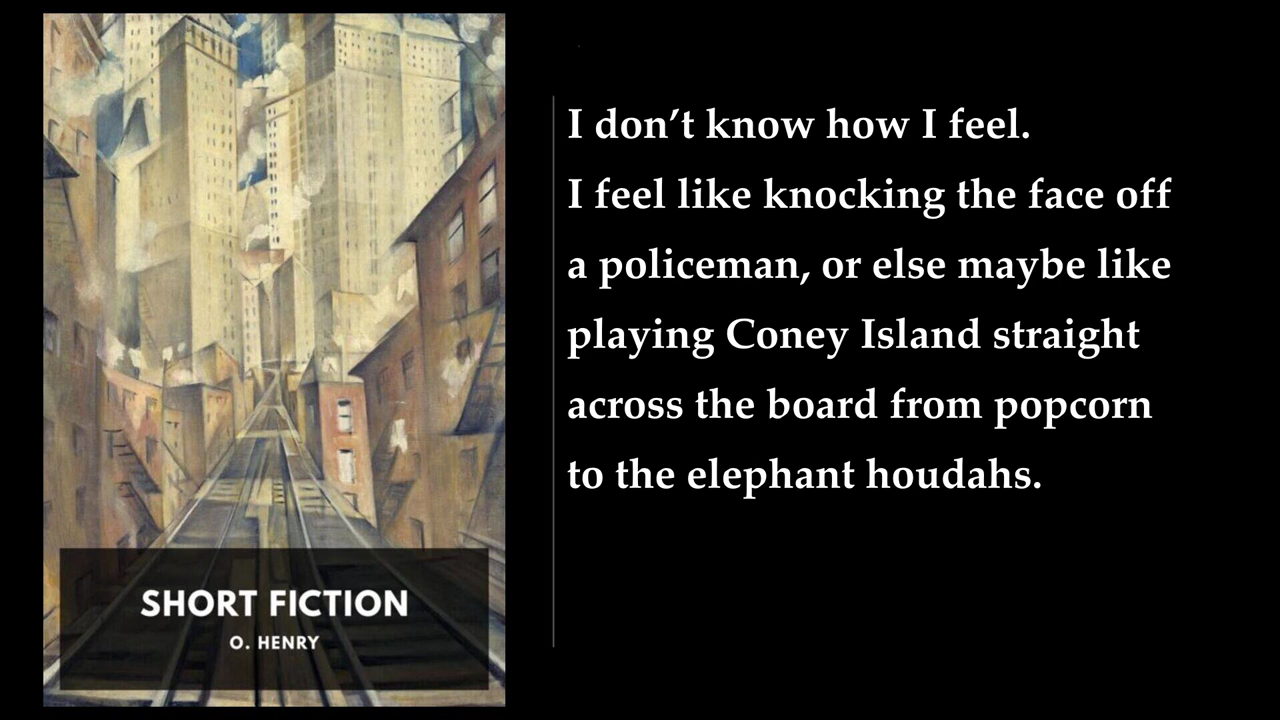 I don’t know how I feel.
I feel like knocking the face off
a policeman, or else maybe like
playing Coney Island straight
across the board from popcorn
to the elephant houdahs.
SHORT FICTION
O. HENRY